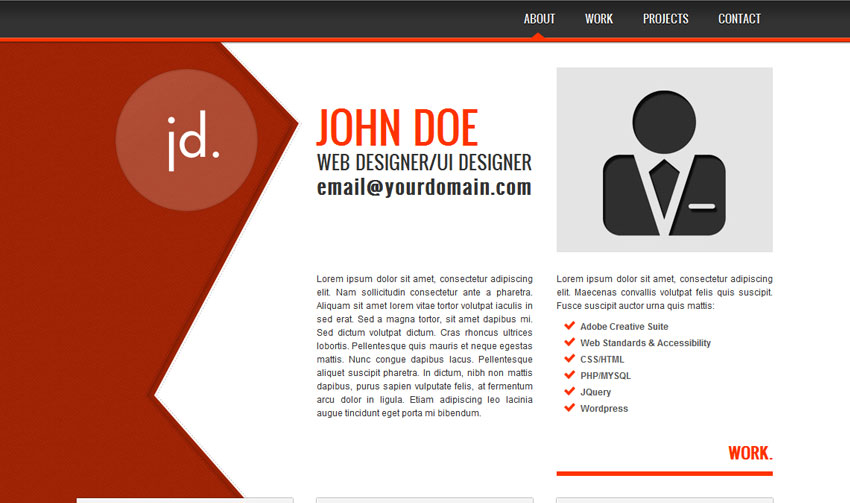 ABOUT WORK PROJECTS CONTACT
jd.
JOHN DOE
WEB DESIGNER/UI DESIGNER
email@yourdomain.com
Lorem ipsum dolor sit amet, consectetur adipiscing
elit. Nam sollicitudin consectetur ante a pharetra.
Aliquam sit amet lorem vitae tortor volutpat iaculis in
sed erat. Sed a magna tortor, sit amet dapibus mi.
Sed dictum volutpat dictum. Cras rhoncus ultrices
lobortis. Pellentesque quis mauris et neque egestas
mattis. Nunc congue dapibus lacus. Pellentesque
aliquet suscipit pharetra. In dictum, nibh non mattis
dapibus, purus sapien vulputate felis, at fermentum
arcu dolor in ligula. Etiam adipiscing leo lacinia
augue tincidunt eget porta mi bibendum.
Lorem ipsum dolor sit amet, consectetur adipiscing
elit. Maecenas convallis volutpat felis quis suscipit.
Fusce suscipit auctor urna quis mattis:
Adobe Creative Suite
Web Standards & Accessibility
CSS/HTML
PHP/MYSQL
JQuery
Wordpress
WORK.